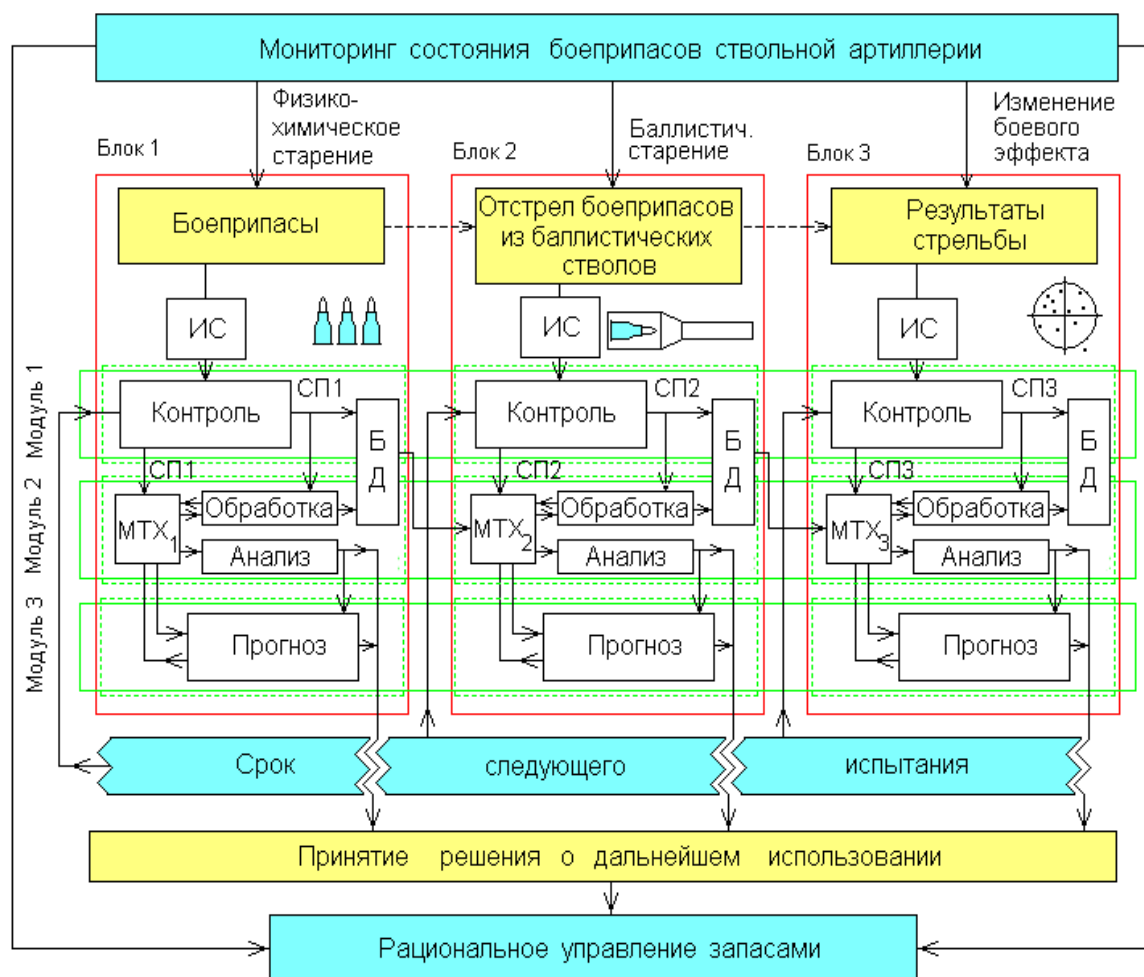 Мониторинг состояния боеприпасов ствольной артиллерии
Физико-
химическое
старение
Баллистич.
старение
Изменение
боевого
эффекта
Блок 1
Блок 2
Блок 3
Боеприпасы
Отстрел боеприпасов
из баллистических
стволов
Результаты
стрельбы
ИС
ИС
ИС
Модуль 1
Контроль
СП1
БД
СП1
Контроль
СП2
БД
СП2
Контроль
СП3
БД
СП3
Модуль 2
МТХ1
Обработка
Анализ
МТХ2
Обработка
Анализ
МТХ3
Обработка
Анализ
Модуль 3
Прогноз
Прогноз
Прогноз
Срок следующего испытания
Принятие решения о дальнейшем использовании
Рациональное управление запасами